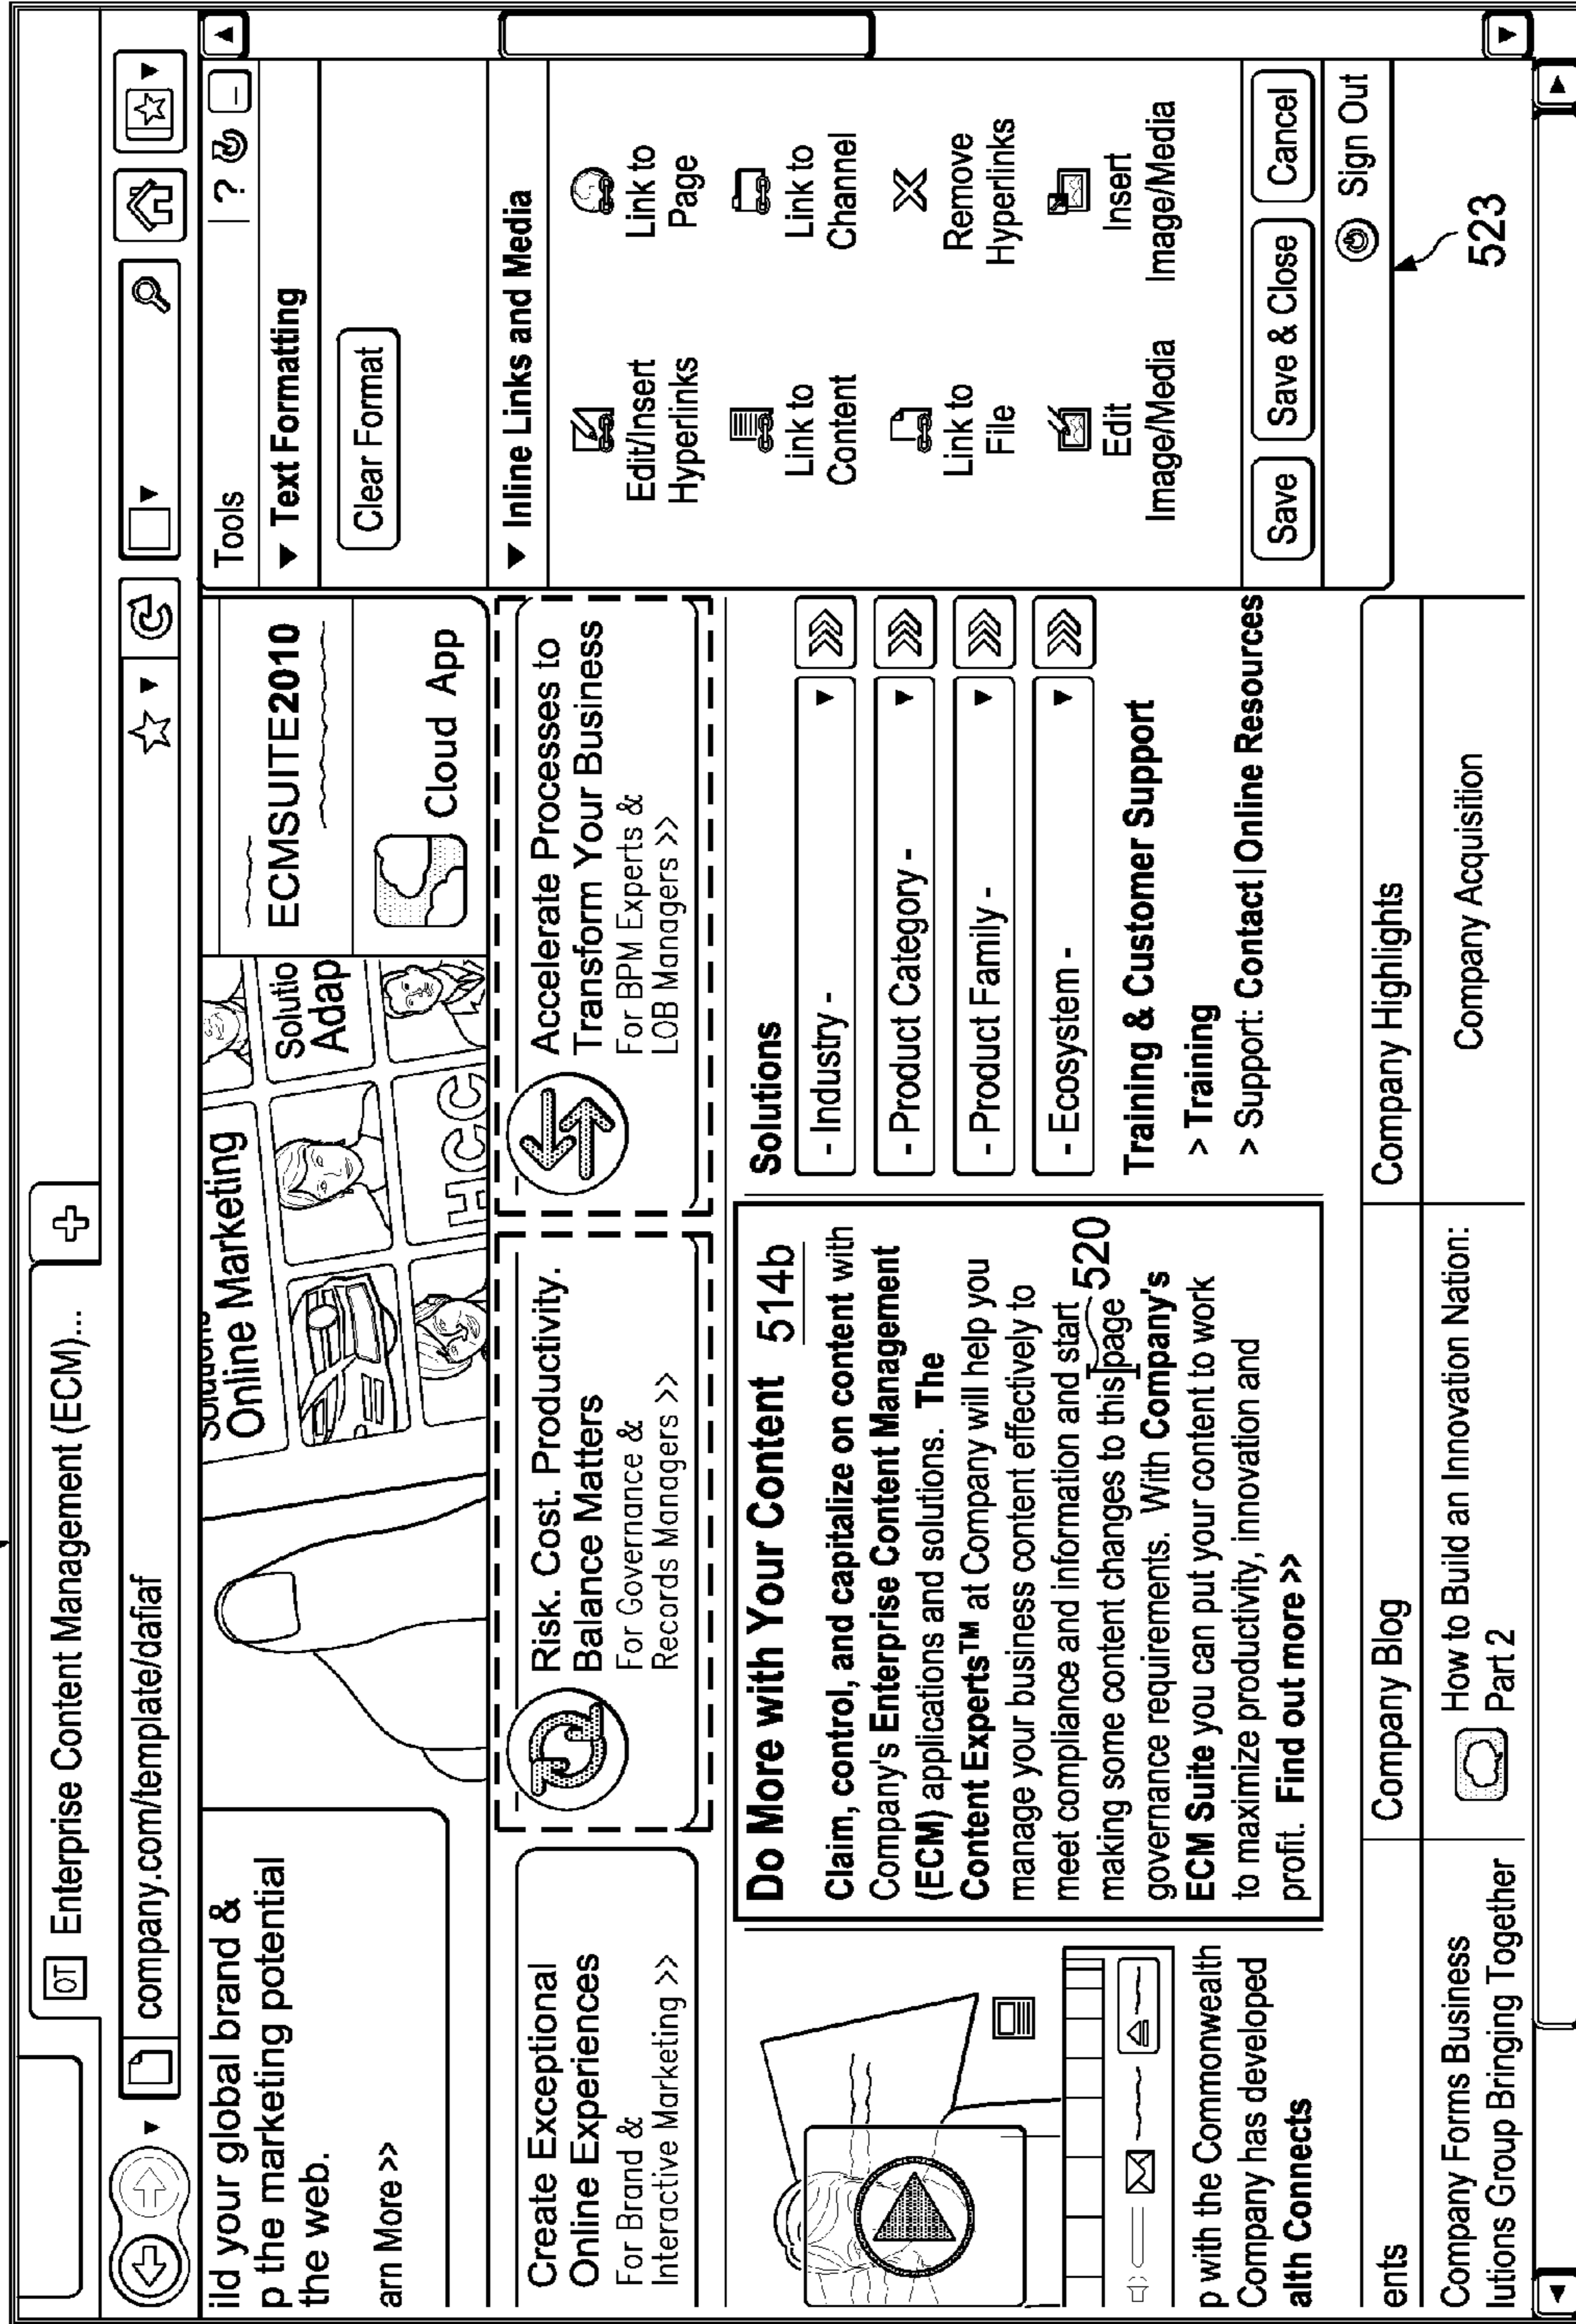 OT Enterprise Content Management (ECM)...
company.com/template/dafiaf
ild your global brand &
p the marketing potential
the web.
arn More >>
Online Marketing
Solutio
Adap
HCC
ECMSUITE2010
Cloud App
Create Exceptional
Online Experiences
For Brand &
Interactive Marketing >>
Risk. Cost. Productivity.
Balance Matters
For Governance &
Records Managers >>
Accelerate Processes to
Transform Your Business
For BPM Experts &
LOB Managers >>
p with the Commonwealth
Company has developed
alth Connects
Do More with Your Content 514b
Claim, control, and capitalize on content with
Company's Enterprise Content Management
(ECM) applications and solutions. The
Content Experts™ at Company will help you
manage your business content effectively to
meet compliance and information and start
making some content changes to this page
520
governance requirements. With Company's
ECM Suite you can put your content to work
to maximize productivity, innovation and
profit. Find out more >>
Solutions
- Industry -
- Product Category -
- Product Family -
- Ecosystem -
Training & Customer Support
> Training
> Support: Contact|Online Resources
ents
Company Forms Business
lutions Group Bringing Together
Company Blog
How to Build an Innovation Nation:
Part 2
Company Highlights
Company Acquisition
Tools
?
Text Formatting
Clear Format
Inline Links and Media
Edit/Insert
Hyperlinks
Link to
Page
Link to
Content
Link to
Channel
Link to
File
Remove
Hyperlinks
Edit
Image/Media
Insert
Image/Media
Save
Save & Close
Cancel
Sign Out
523